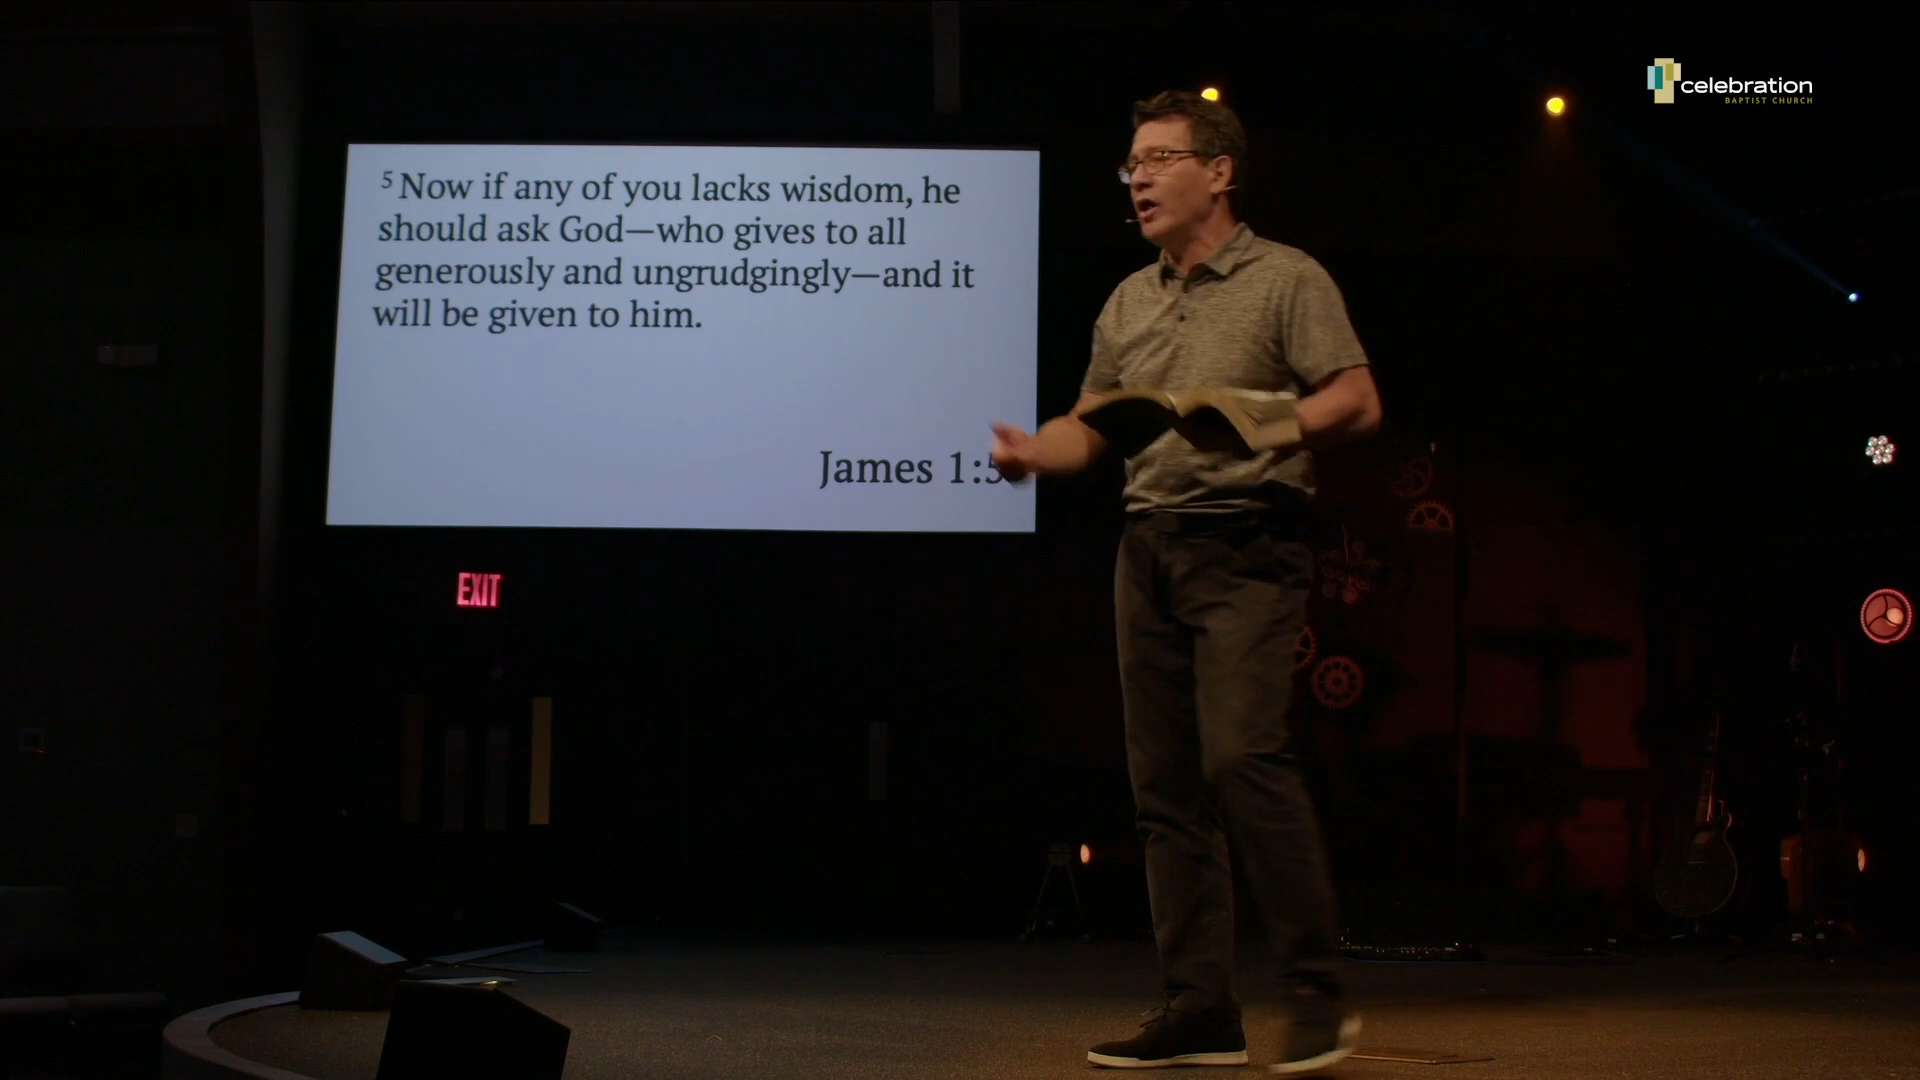 celebration
BAPTIST CHURCH
5 Now if any of you lacks wisdom, he
should ask God—who gives to all
generously and ungrudgingly—and it
will be given to him.
James 1:5
EXIT